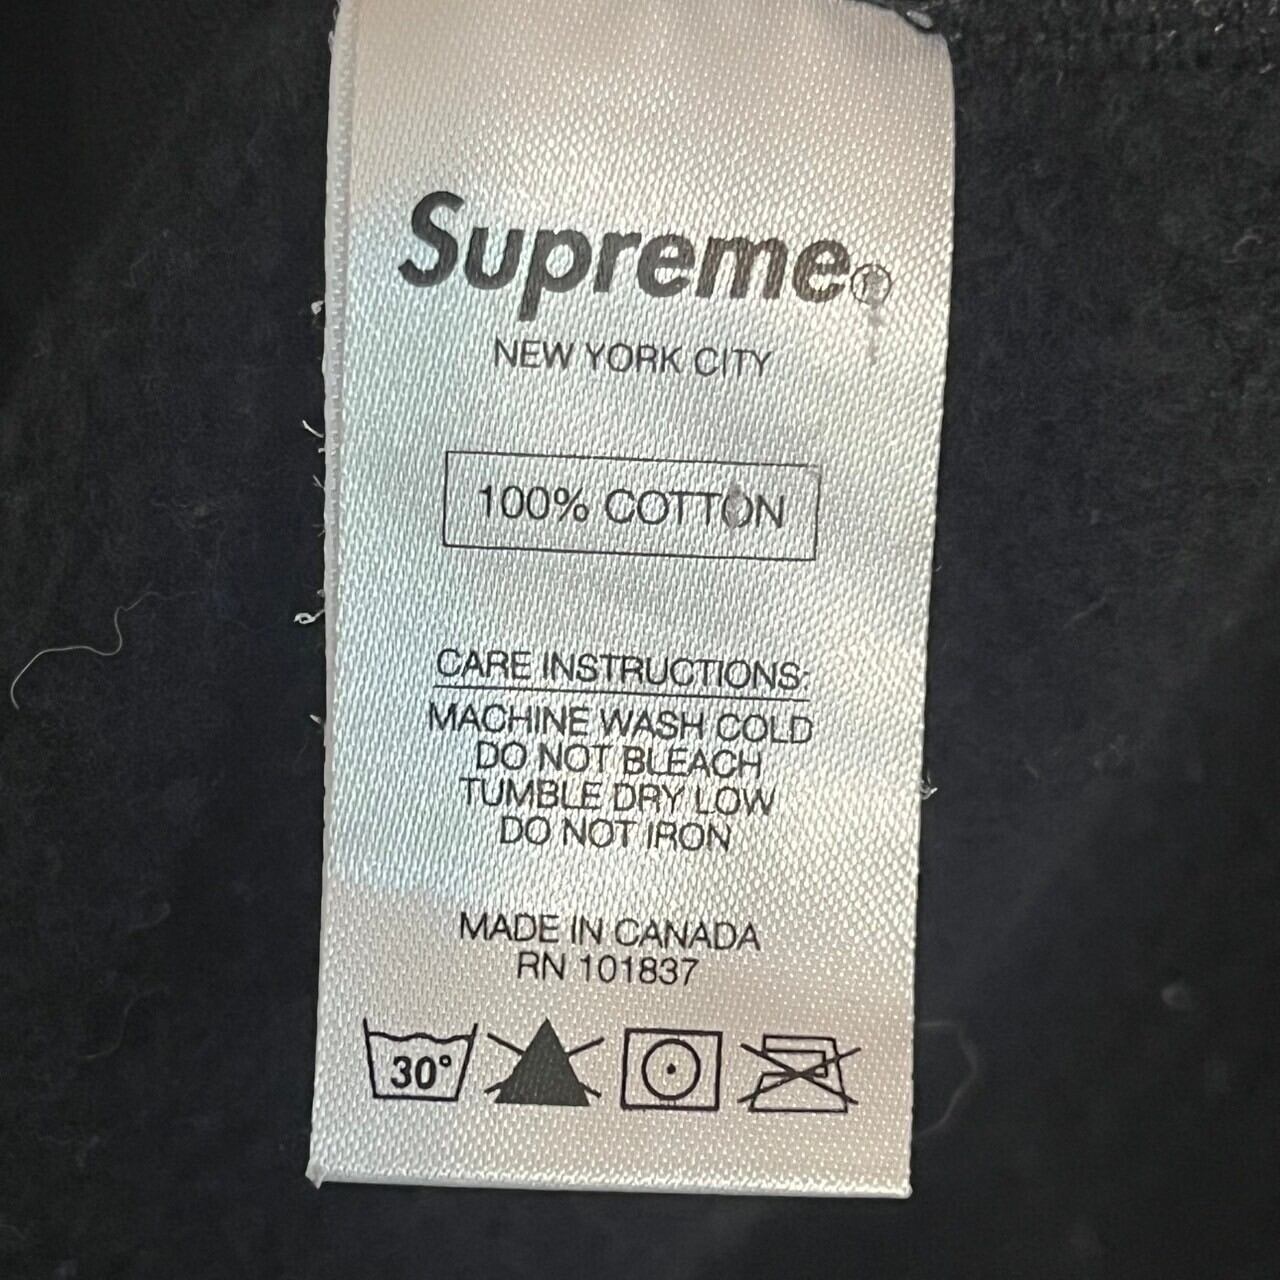 Supreme®
NEW YORK CITY
100% COTTON
CARE INSTRUCTIONS:
MACHINE WASH COLD
DO NOT BLEACH
TUMBLE DRY LOW
DO NOT IRON
MADE IN CANADA
RN 101837
30°